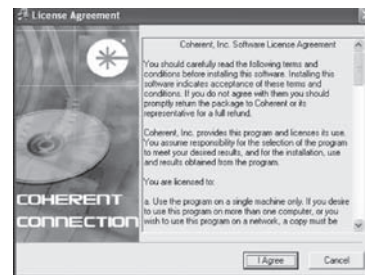 License Agreement
Coherent, Inc. Software License Agreement
You should carefully read the following terms and
conditions before installing this software. Installing this
software indicates acceptance of these terms and
conditions. If you do not agree with them you should
promptly return the package to Coherent or its
representative for a full refund.
Coherent, Inc. provides this program and licenses its use.
You assume responsibility for the selection of the program
to meet your desired results, and for the installation, use
and results obtained from the program.
You are licensed to:
a. Use the program on a single machine only. If you desire
to use this program on more than one computer, or you
wish to use this program on a network, a copy must be
COHERENT
CONNECTION
I Agree
Cancel